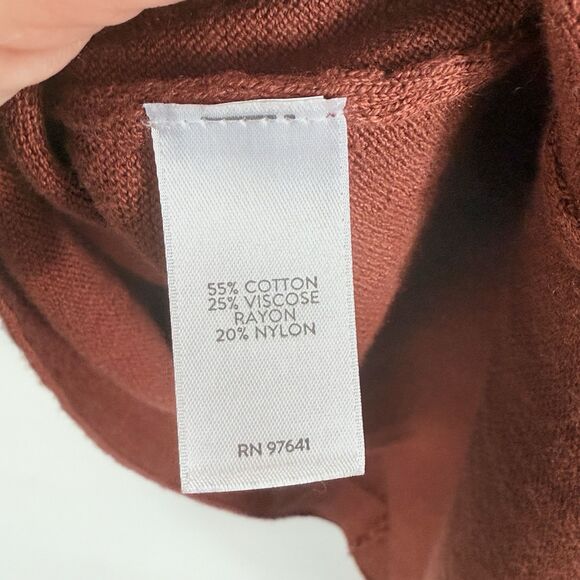 55% COTTON
25% VISCOSE
RAYON
20% NYLON
RN 97641